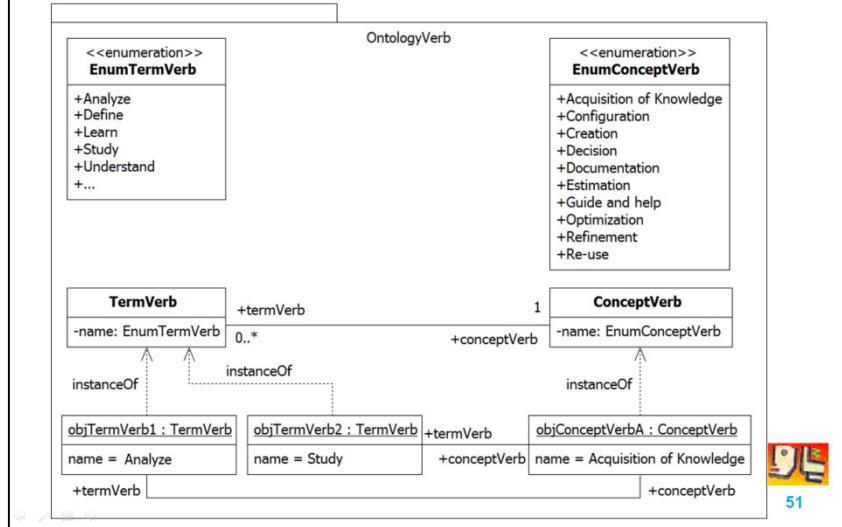 OntologyVerb
<<enumeration>>
EnumTermVerb
+Analyze
+Define
+Learn
+Study
+Understand
+...
<<enumeration>>
EnumConceptVerb
+Acquisition of Knowledge
+Configuration
+Creation
+Decision
+Documentation
+Estimation
+Guide and help
+Optimization
+Refinement
+Re-use
TermVerb
-name: EnumTermVerb
+termVerb
0..*
1
+conceptVerb
ConceptVerb
-name: EnumConceptVerb
instanceOf
instanceOf
instanceOf
objTermVerb1 : TermVerb
name = Analyze
objTermVerb2 : TermVerb
name = Study
+termVerb
+conceptVerb
objConceptVerbA : ConceptVerb
name = Acquisition of Knowledge
+termVerb
+conceptVerb
51